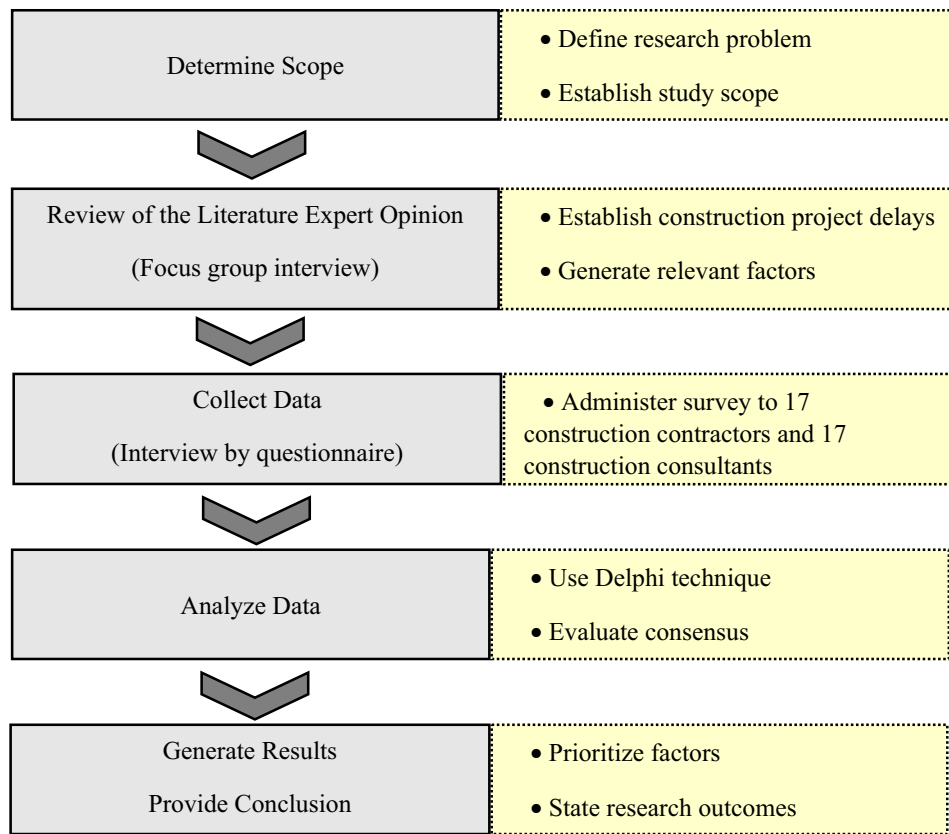 Determine Scope
• Define research problem
• Establish study scope
Review of the Literature Expert Opinion
(Focus group interview)
• Establish construction project delays
• Generate relevant factors
Collect Data
(Interview by questionnaire)
• Administer survey to 17
construction contractors and 17
construction consultants
Analyze Data
• Use Delphi technique
• Evaluate consensus
Generate Results
Provide Conclusion
• Prioritize factors
• State research outcomes